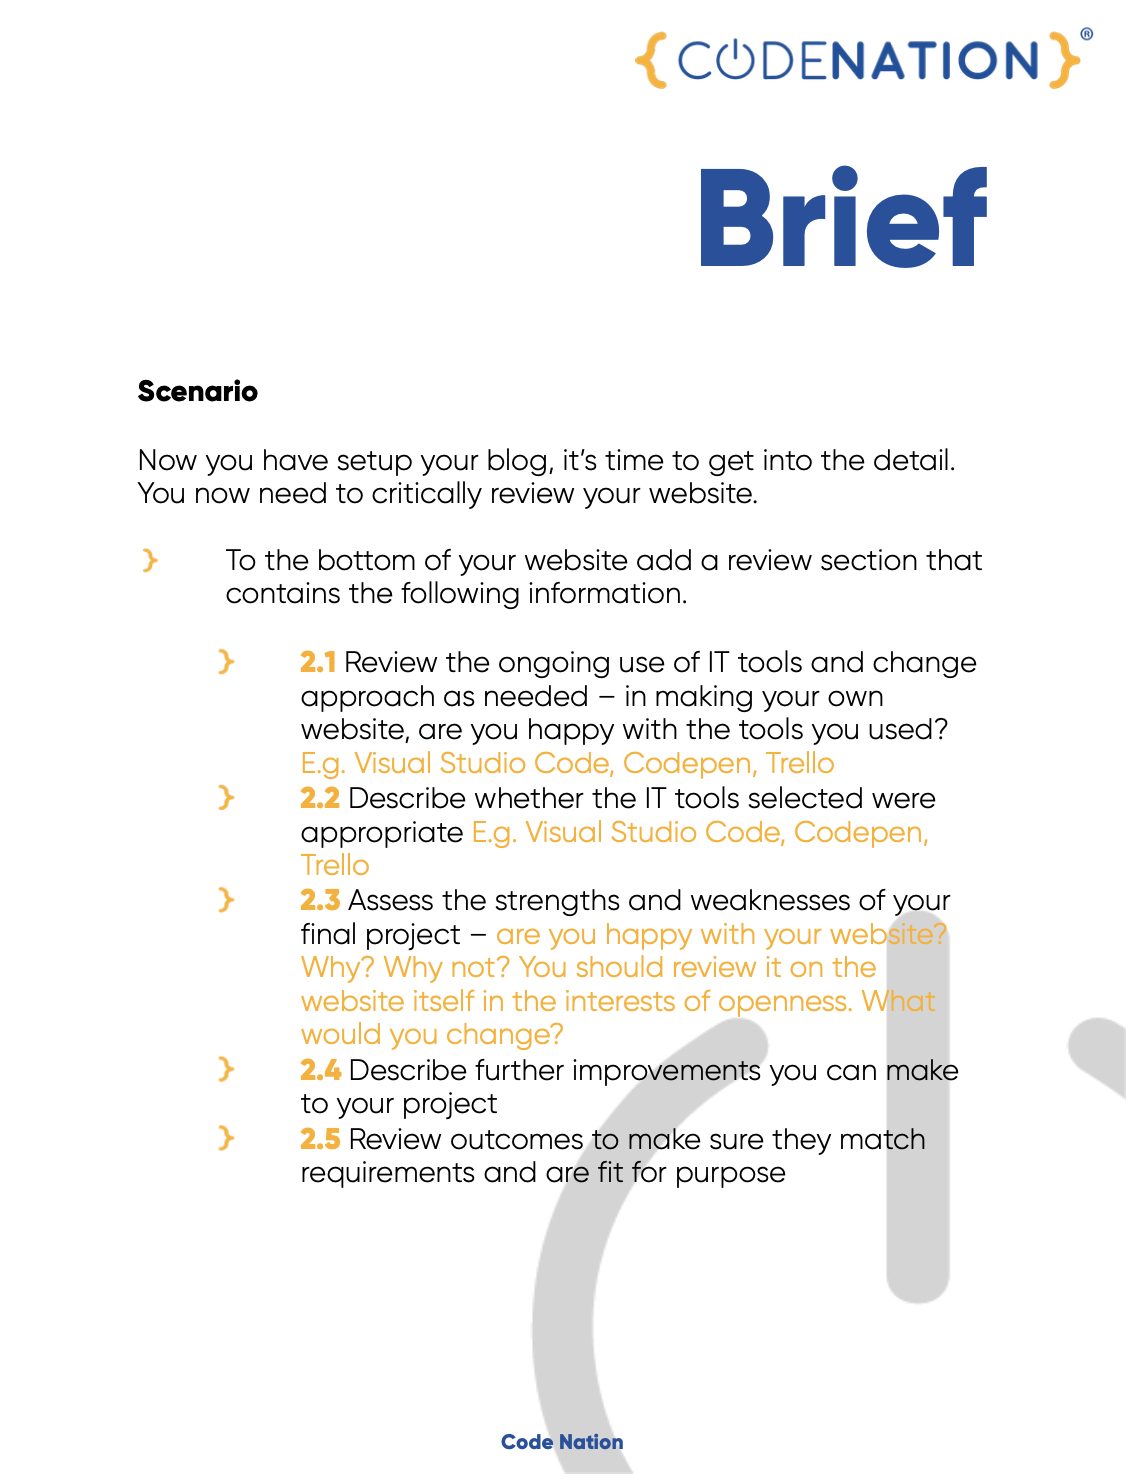 {CODENATION}®
Brief
Scenario
Now you have setup your blog, it’s time to get into the detail.
You now need to critically review your website.
} To the bottom of your website add a review section that
contains the following information.
} 2.1 Review the ongoing use of IT tools and change
approach as needed – in making your own
website, are you happy with the tools you used?
E.g. Visual Studio Code, Codepen, Trello
} 2.2 Describe whether the IT tools selected were
appropriate E.g. Visual Studio Code, Codepen,
Trello
} 2.3 Assess the strengths and weaknesses of your
final project – are you happy with your website?
Why? Why not? You should review it on the
website itself in the interests of openness. What
would you change?
} 2.4 Describe further improvements you can make
to your project
} 2.5 Review outcomes to make sure they match
requirements and are fit for purpose
Code Nation